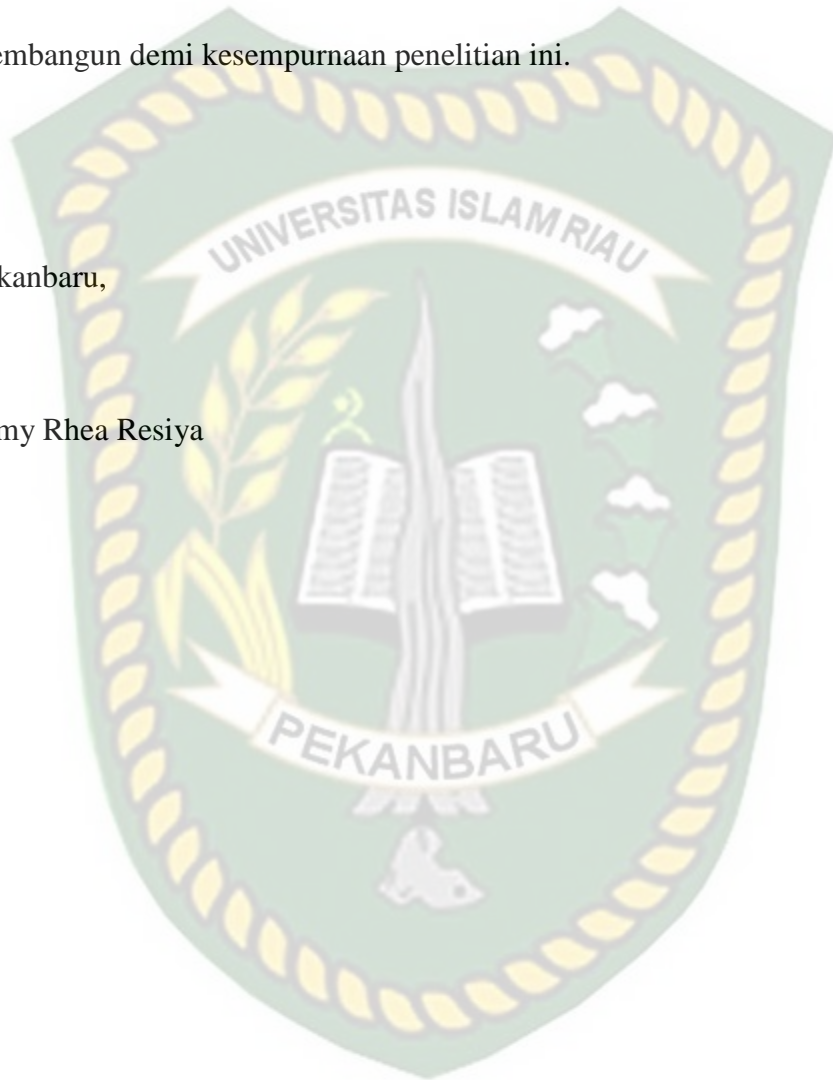 embangun demi kesempurnaan penelitian ini.
UNIVERSITAS ISLAM RIAU
kanbaru,
my Rhea Resiya
PEKANBARU